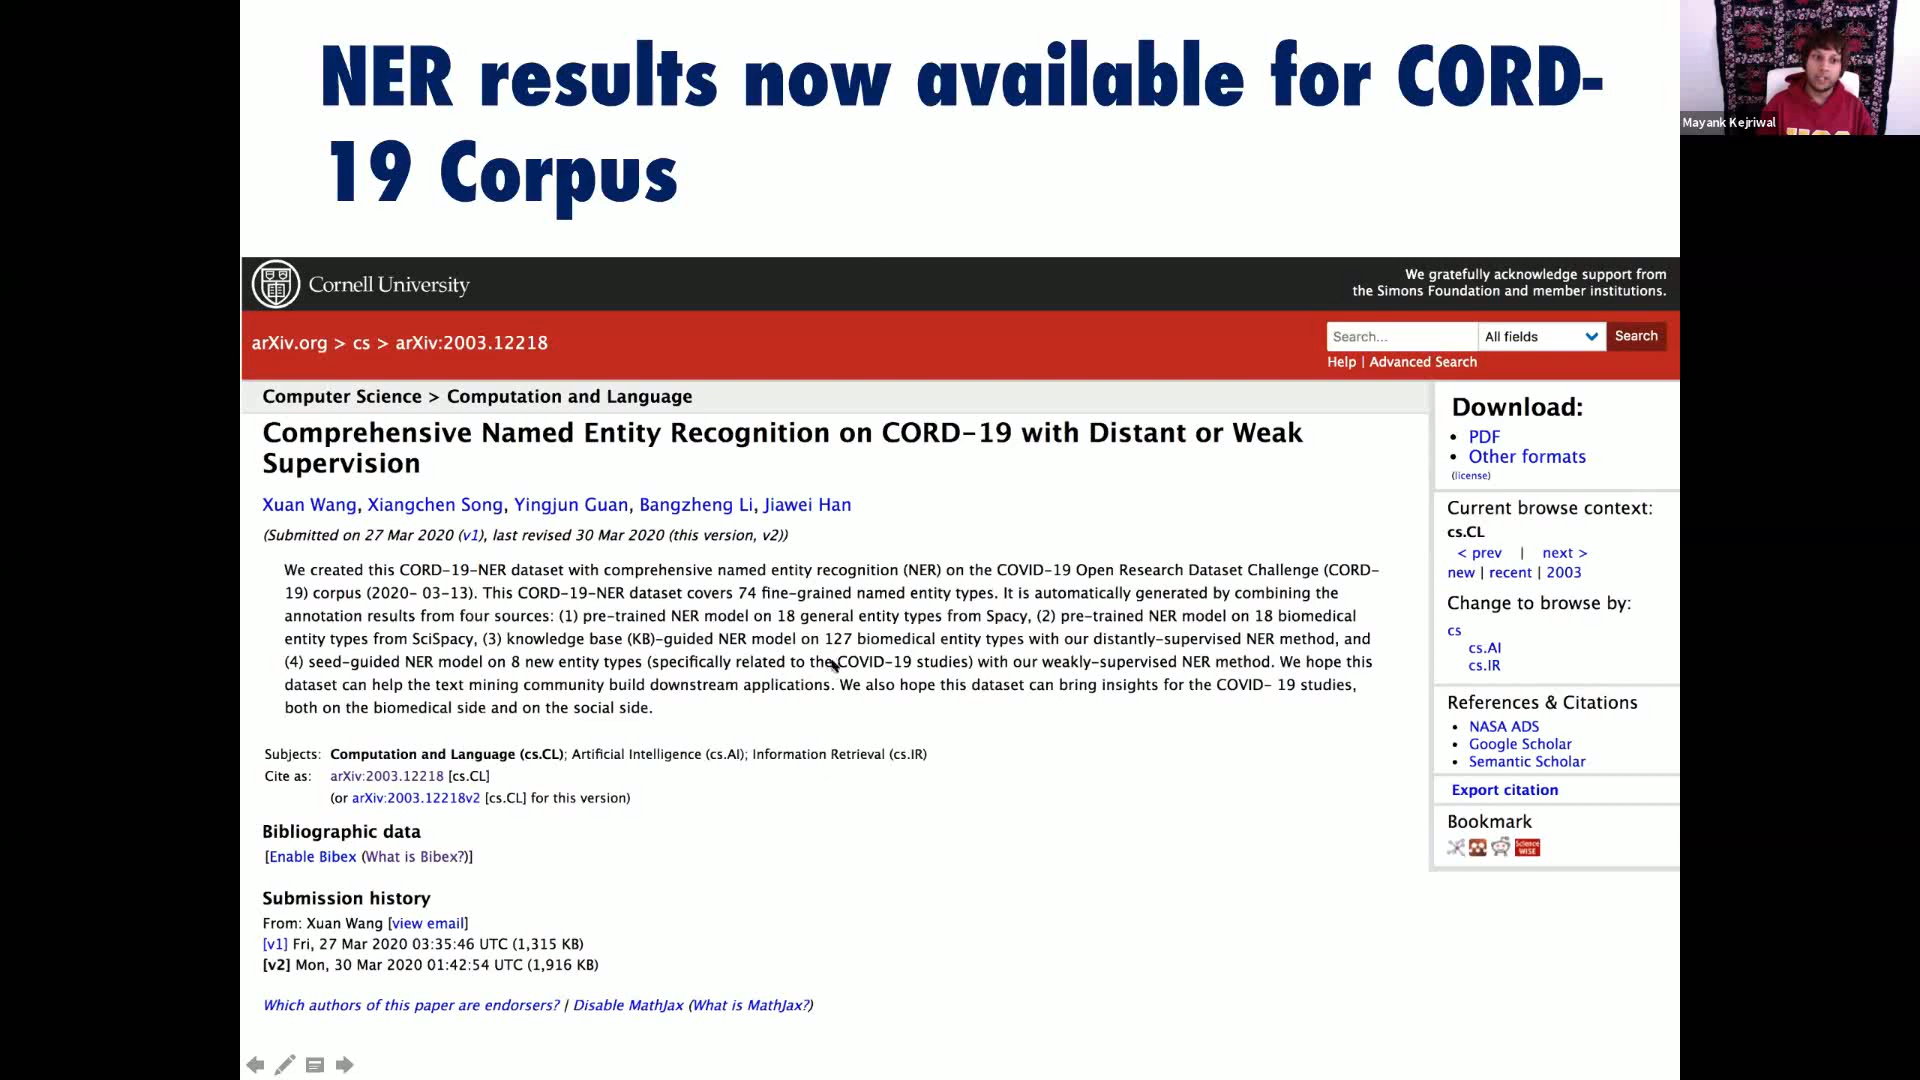 NER results now available for CORD-
19 Corpus
Mayank Kejriwal
Cornell University
We gratefully acknowledge support from
the Simons Foundation and member institutions.
arXiv.org > cs > arXiv:2003.12218
Search...
All fields
Search
Help | Advanced Search
Computer Science > Computation and Language
Comprehensive Named Entity Recognition on CORD-19 with Distant or Weak
Supervision
Xuan Wang, Xiangchen Song, Yingjun Guan, Bangzheng Li, Jiawei Han
(Submitted on 27 Mar 2020 (v1), last revised 30 Mar 2020 (this version, v2))
We created this CORD-19-NER dataset with comprehensive named entity recognition (NER) on the COVID-19 Open Research Dataset Challenge (CORD-
19) corpus (2020- 03-13). This CORD-19-NER dataset covers 74 fine-grained named entity types. It is automatically generated by combining the
annotation results from four sources: (1) pre-trained NER model on 18 general entity types from Spacy, (2) pre-trained NER model on 18 biomedical
entity types from SciSpacy, (3) knowledge base (KB)-guided NER model on 127 biomedical entity types with our distantly-supervised NER method, and
(4) seed-guided NER model on 8 new entity types (specifically related to the COVID-19 studies) with our weakly-supervised NER method. We hope this
dataset can help the text mining community build downstream applications. We also hope this dataset can bring insights for the COVID- 19 studies,
both on the biomedical side and on the social side.
Subjects: Computation and Language (cs.CL); Artificial Intelligence (cs.AI); Information Retrieval (cs.IR)
Cite as: arXiv:2003.12218 [cs.CL]
(or arXiv:2003.12218v2 [cs.CL] for this version)
Bibliographic data
[Enable Bibex (What is Bibex?)]
Submission history
From: Xuan Wang [view email]
[v1] Fri, 27 Mar 2020 03:35:46 UTC (1,315 KB)
[v2] Mon, 30 Mar 2020 01:42:54 UTC (1,916 KB)
Which authors of this paper are endorsers? | Disable MathJax (What is MathJax?)
Download:
PDF
Other formats
(license)
Current browse context:
cs.CL
< prev | next >
new | recent | 2003
Change to browse by:
cs
cs.AI
cs.IR
References & Citations
NASA ADS
Google Scholar
Semantic Scholar
Export citation
Bookmark
Science
WISE